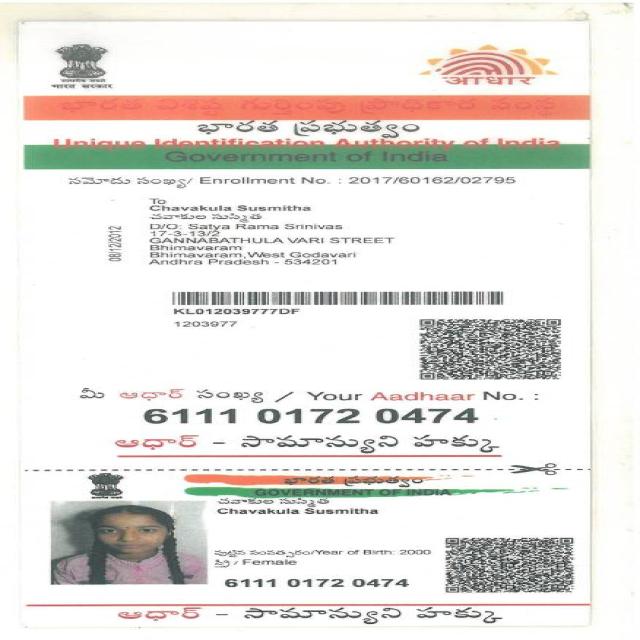 भारत सरकार
आधार
భారత విశిష్ట గుర్తింపు ప్రాధికార సంస్థ
భారత ప్రభుత్వం
Unique Identification Authority of India
Government of India
నమోదు సంఖ్య/ Enrollment No. : 2017/60162/02795
To
Chavakula Susmitha
చవాకుల సుస్మిత
D/O: Satya Rama Srinivas
17-3-13/2
GANNABATHULA VARI STREET
Bhimavaram
Bhimavaram,West Godavari
Andhra Pradesh - 534201
08/12/2012
KL012039777DF
1203977
మీ ఆధార్ సంఖ్య / Your Aadhaar No. :
6111 0172 0474
ఆధార్ – సామాన్యుని హక్కు
భారత ప్రభుత్వం
GOVERNMENT OF INDIA
చవాకుల సుస్మిత
Chavakula Susmitha
పుట్టిన సంవత్సరం/Year of Birth: 2000
స్త్రీ / Female
6111 0172 0474
ఆధార్ – సామాన్యుని హక్కు